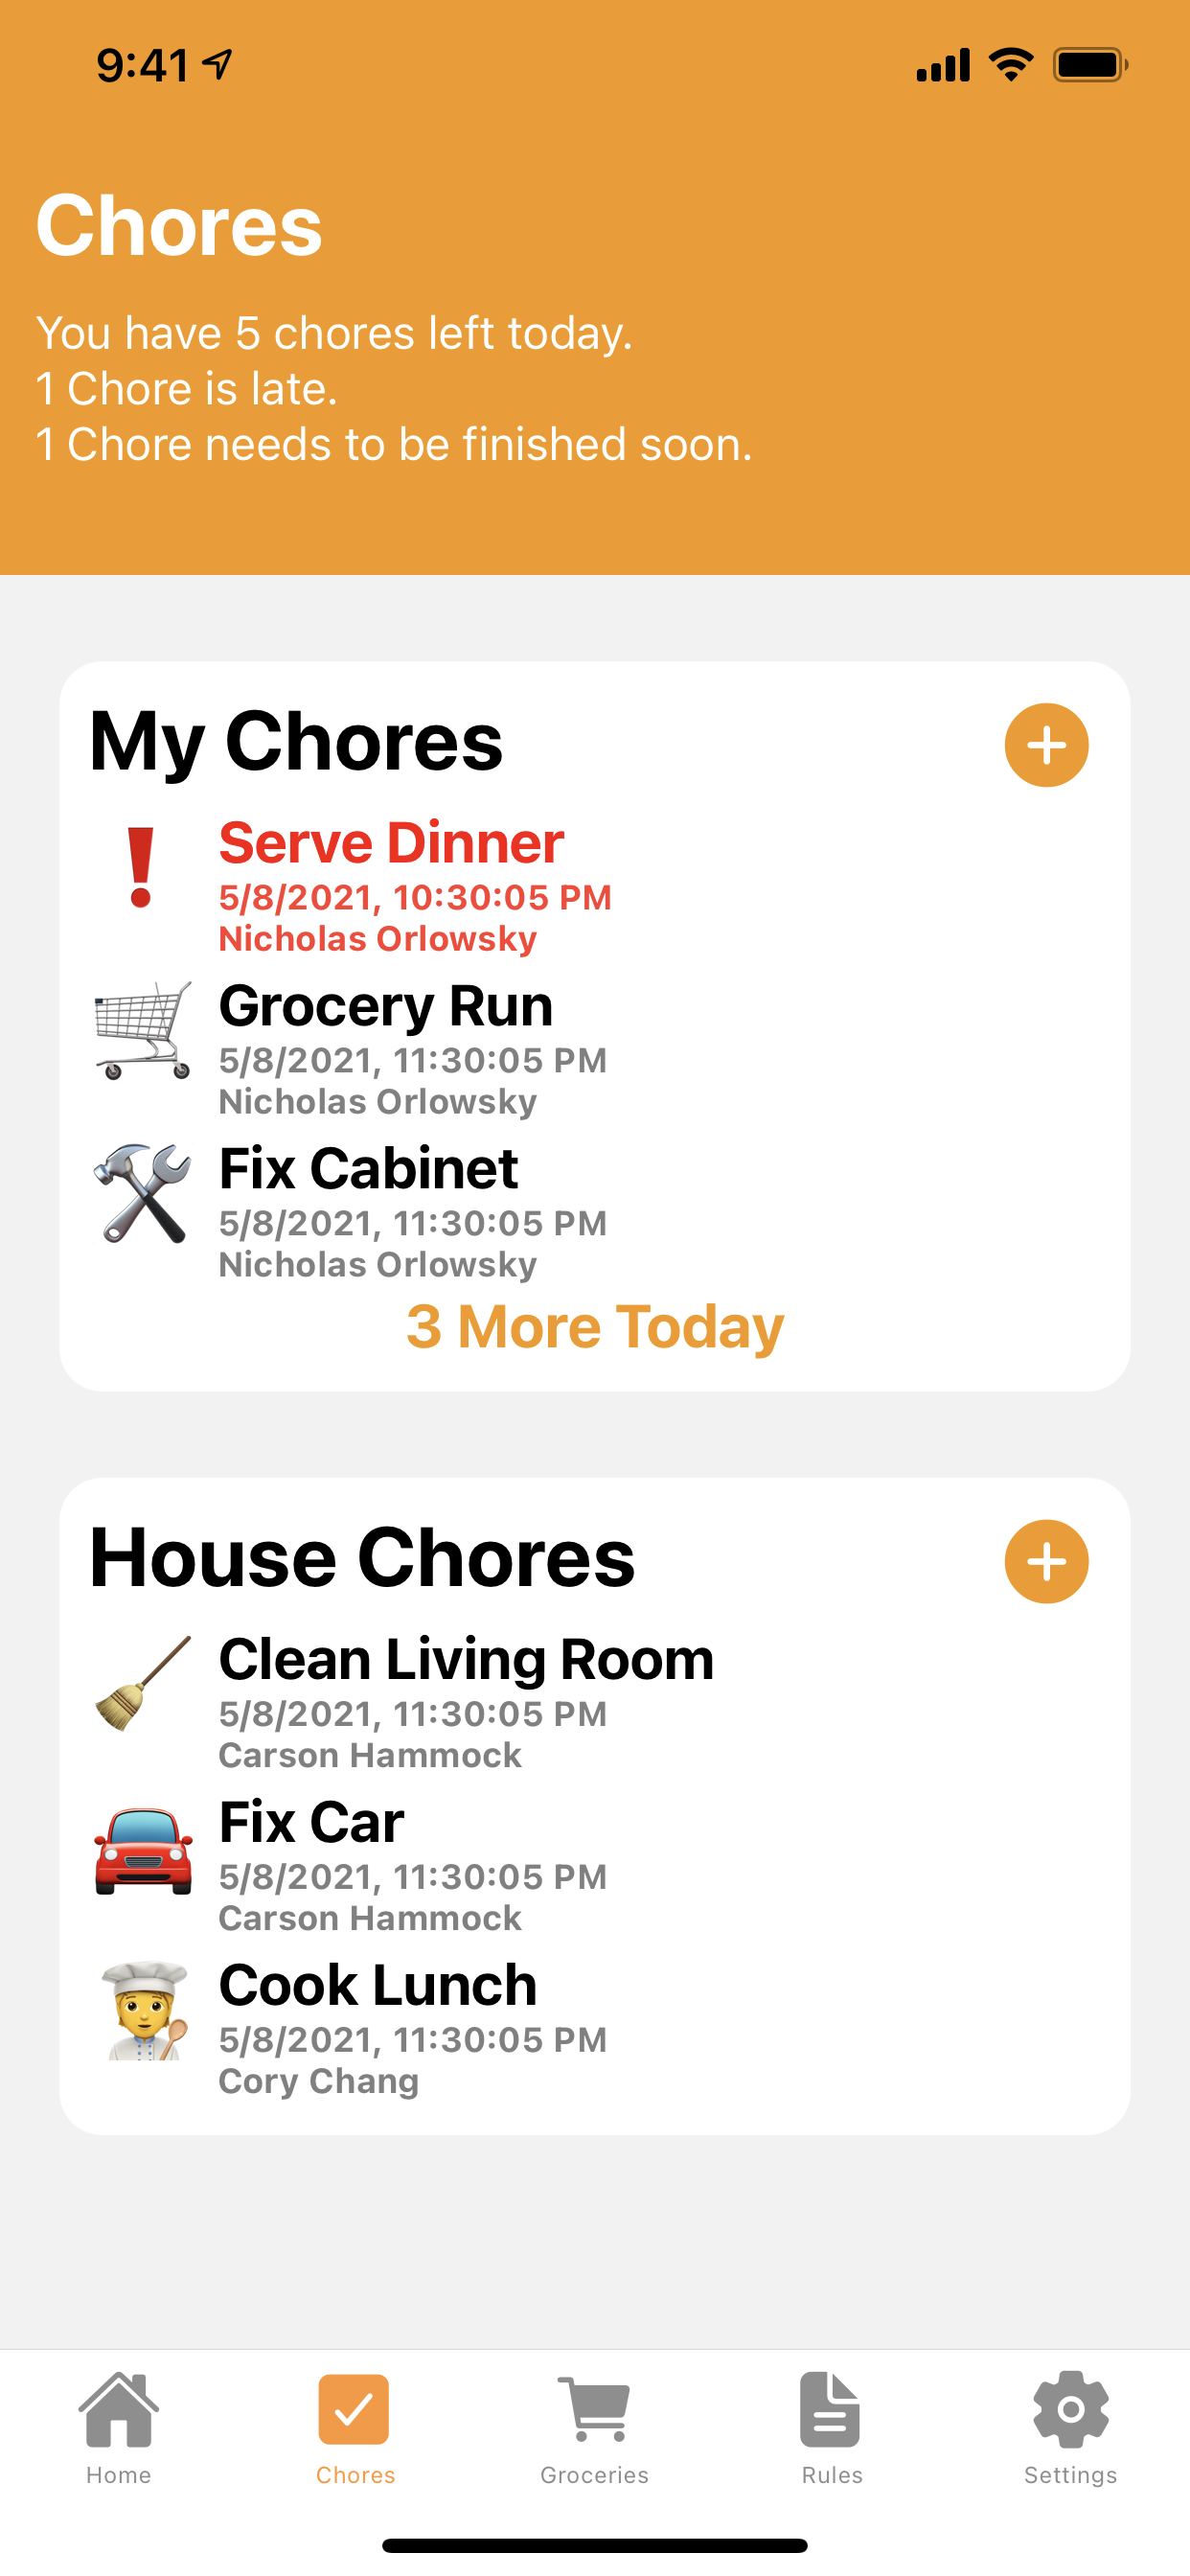 9:41
Chores
You have 5 chores left today.
1 Chore is late.
1 Chore needs to be finished soon.
My Chores
Serve Dinner
5/8/2021, 10:30:05 PM
Nicholas Orlowsky
Grocery Run
5/8/2021, 11:30:05 PM
Nicholas Orlowsky
Fix Cabinet
5/8/2021, 11:30:05 PM
Nicholas Orlowsky
3 More Today
House Chores
Clean Living Room
5/8/2021, 11:30:05 PM
Carson Hammock
Fix Car
5/8/2021, 11:30:05 PM
Carson Hammock
Cook Lunch
5/8/2021, 11:30:05 PM
Cory Chang
Home
Chores
Groceries
Rules
Settings